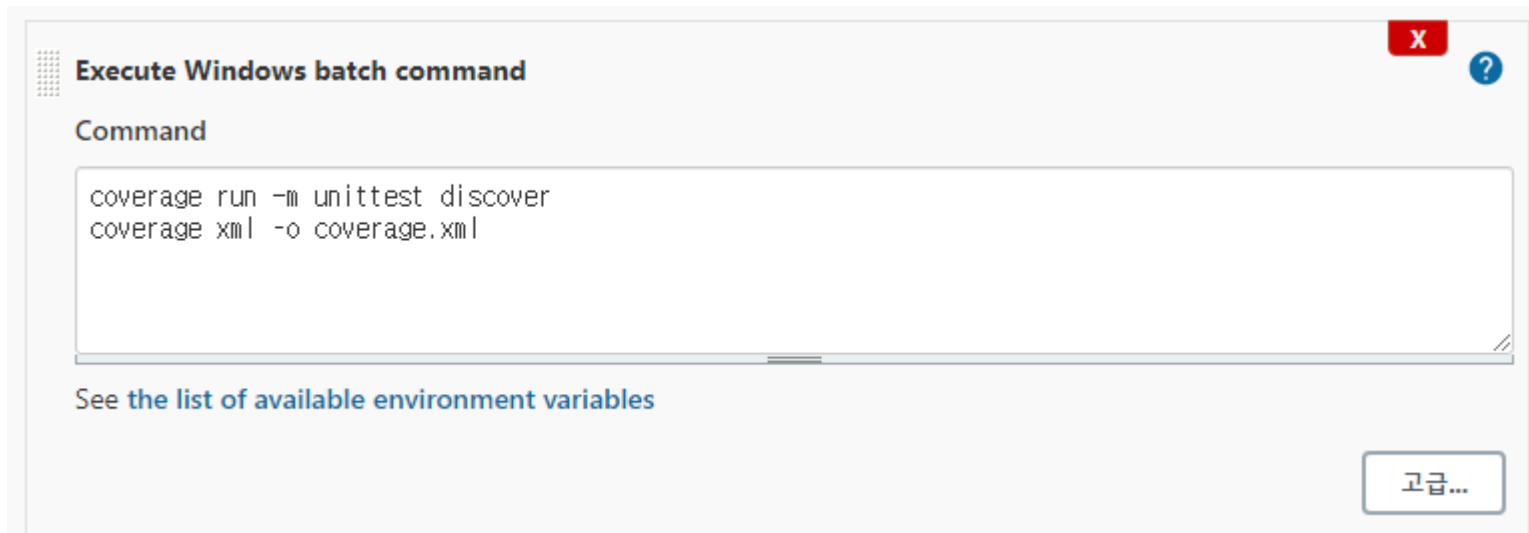 X
Execute Windows batch command
?
Command
coverage run -m unittest discover
coverage xml -o coverage.xml
See the list of available environment variables
고급...